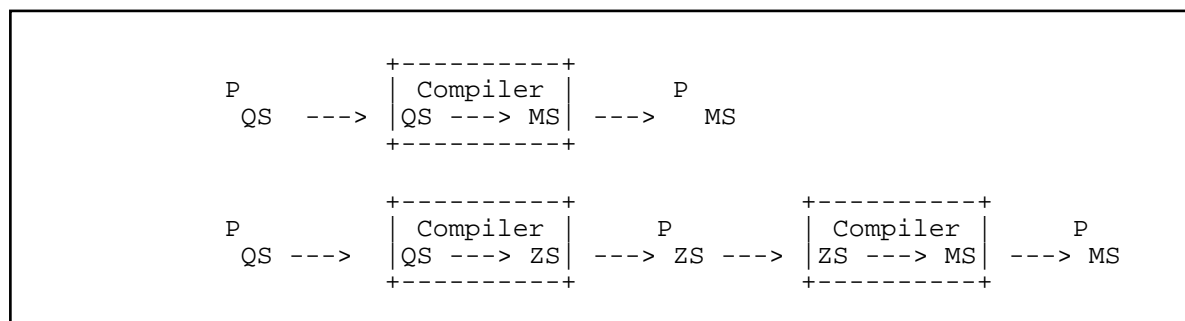 +----------+
P | Compiler | P
QS ---> |QS ---> MS| ---> MS
+----------+
+----------+ +----------+
P | Compiler | P | Compiler | P
QS ---> |QS ---> ZS| ---> ZS ---> |ZS ---> MS| ---> MS
+----------+ +----------+